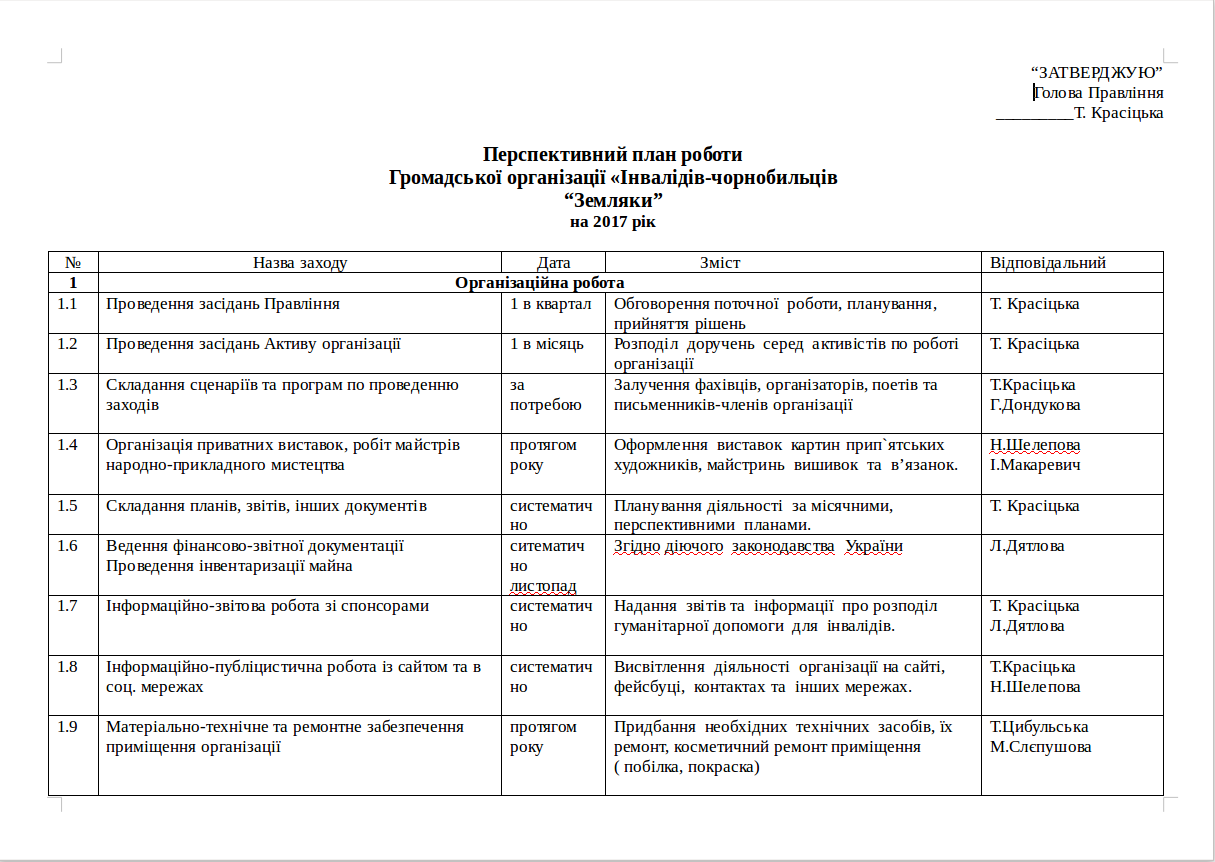 “ЗАТВЕРДЖУЮ”
Голова Правління
_________Т. Красіцька
Перспективний план роботи
Громадської організації «Інвалідів-чорнобильців
“Земляки”
на 2017 рік
№ Назва заходу Дата Зміст Відповідальний
1 Організаційна робота
1.1 Проведення засідань Правління 1 в квартал Обговорення поточної роботи, планування, Т. Красіцька
прийняття рішень
1.2 Проведення засідань Активу організації 1 в місяць Розподіл доручень серед активістів по роботі Т. Красіцька
організації
1.3 Складання сценаріїв та програм по проведенню за Залучення фахівців, організаторів, поетів та Т.Красіцька
заходів потребою письменників-членів організації Г.Дондукова
1.4 Організація приватних виставок, робіт майстрів протягом Оформлення виставок картин прип`ятських Н.Шелепова
народно-прикладного мистецтва року художників, майстринь вишивок та в’язанок. І.Макаревич
1.5 Складання планів, звітів, інших документів систематич Планування діяльності за місячними, Т. Красіцька
но перспективними планами.
1.6 Ведення фінансово-звітної документації ситематич Згідно діючого законодавства України Л.Дятлова
Проведення інвентаризації майна но
листопад
1.7 Інформаційно-звітова робота зі спонсорами систематич Надання звітів та інформації про розподіл Т. Красіцька
но гуманітарної допомоги для інвалідів. Л.Дятлова
1.8 Інформаційно-публіцистична робота із сайтом та в систематич Висвітлення діяльності організації на сайті, Т.Красіцька
соц. мережах но фейсбуці, контактах та інших мережах. Н.Шелепова
1.9 Матеріально-технічне та ремонтне забезпечення протягом Придбання необхідних технічних засобів, їх Т.Цибульська
приміщення організації року ремонт, косметичний ремонт приміщення М.Слєпушова
( побілка, покраска)